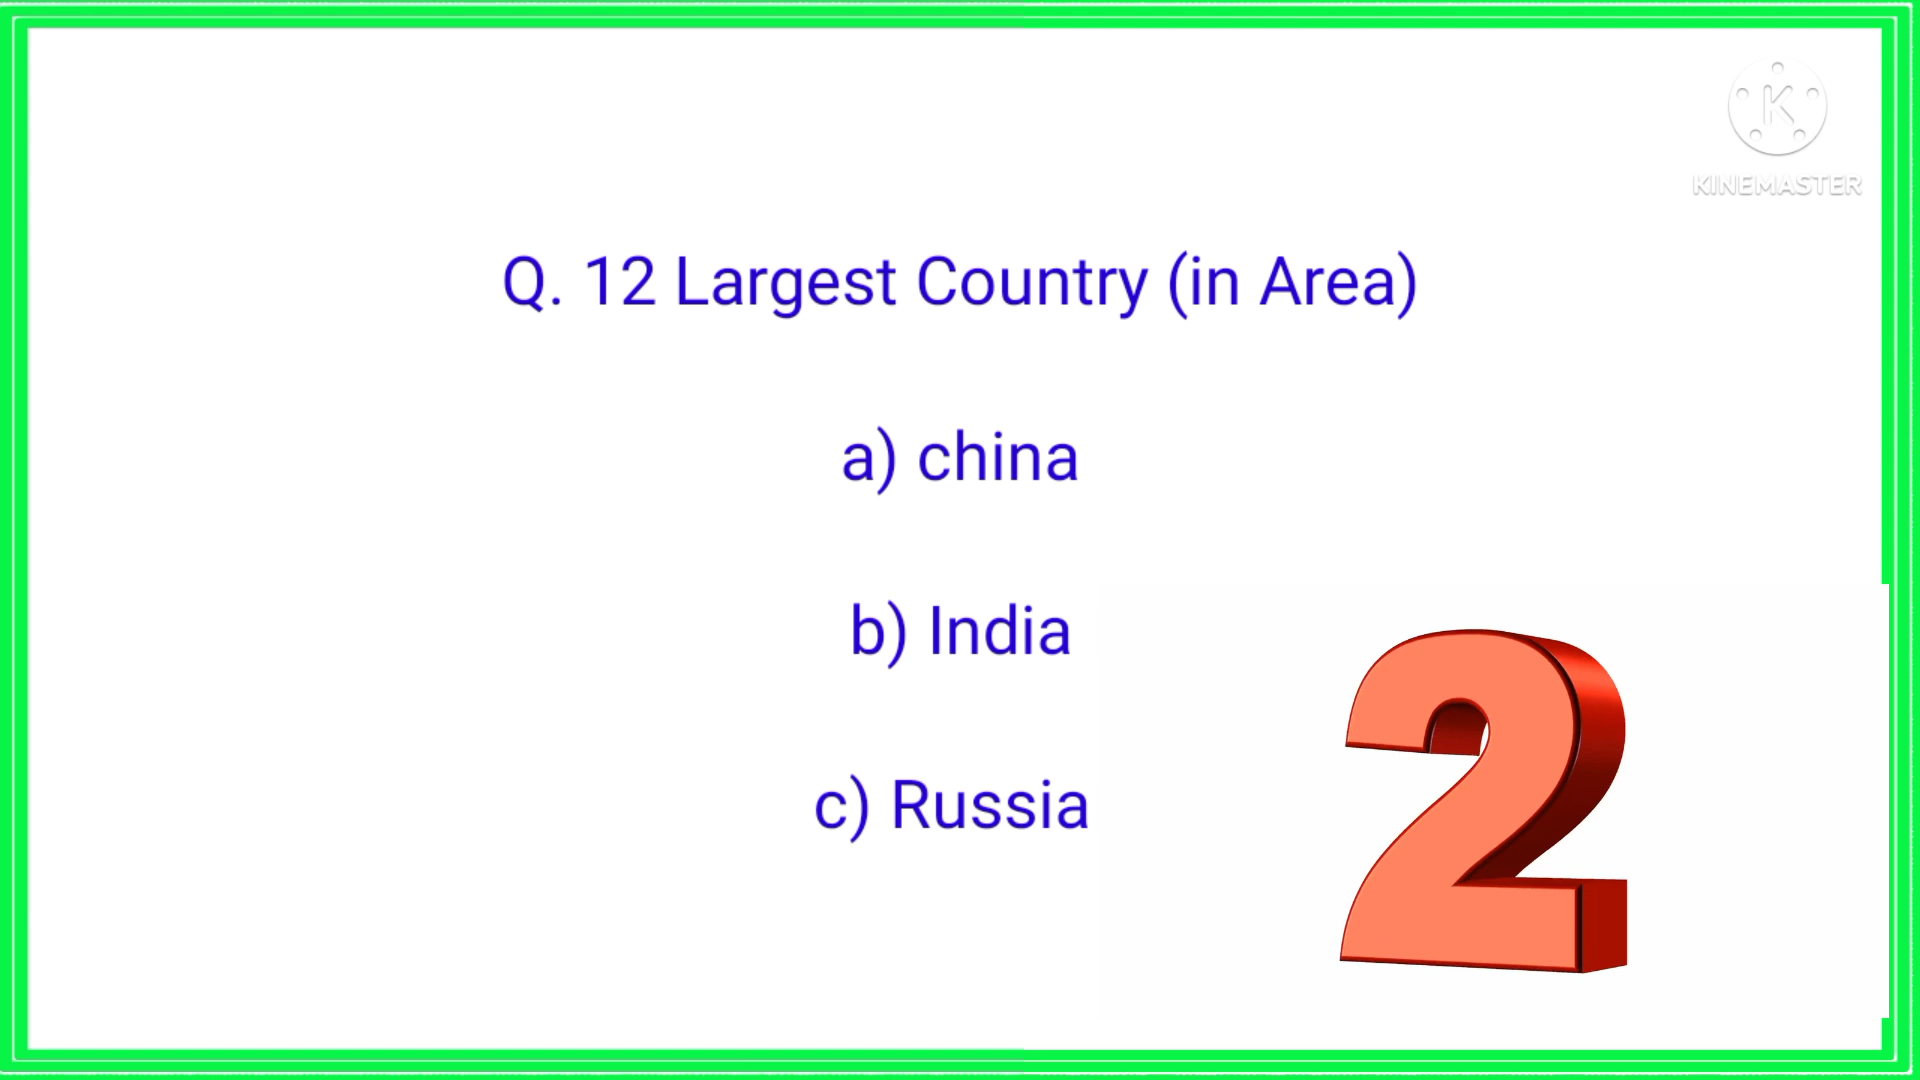 K
KINEMASTER
Q. 12 Largest Country (in Area)
a) china
b) India
c) Russia
2